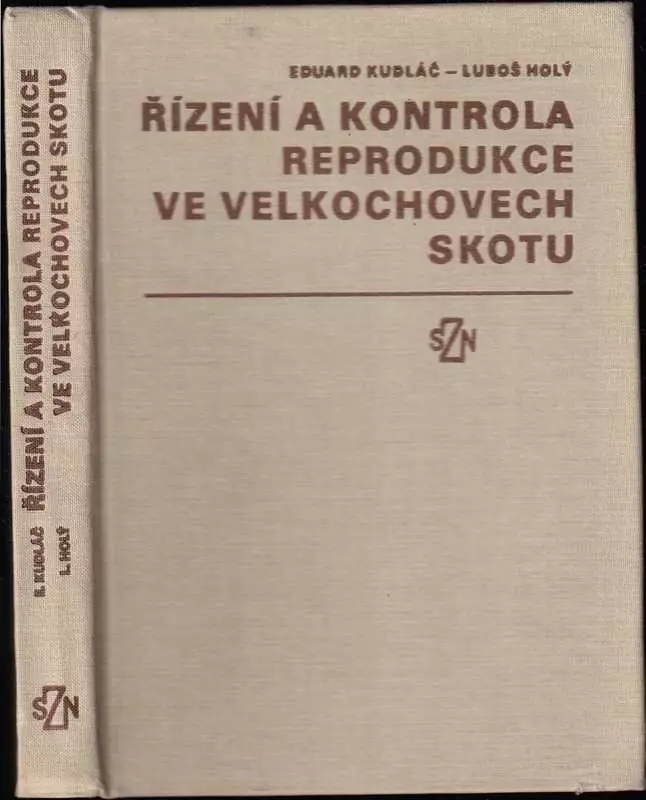 EDUARD KUDLÁČ – LUBOŠ HOLÝ
ŘÍZENÍ A KONTROLA
REPRODUKCE
VE VELKOCHOVECH
SKOTU
SZN
E. KUDLÁČ
L. HOLÝ
ŘÍZENÍ A KONTROLA REPRODUKCE
VE VELKOCHOVECH SKOTU
SZN